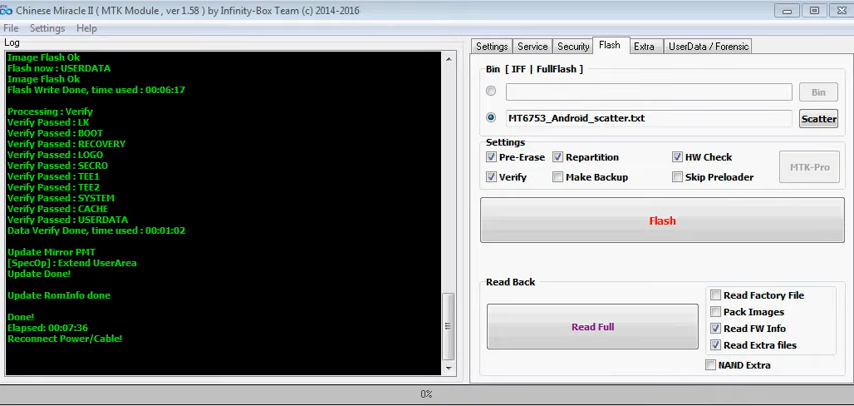 Chinese Miracle II ( MTK Module , ver 1.58 ) by Infinity-Box Team (c) 2014-2016
File Settings Help
Log
Image Flash Ok
Flash now : USERDATA
Image Flash Ok
Flash Write Done, time used : 00:06:17
Processing : Verify
Verify Passed : LK
Verify Passed : BOOT
Verify Passed : RECOVERY
Verify Passed : LOGO
Verify Passed : SECRO
Verify Passed : TEE1
Verify Passed : TEE2
Verify Passed : SYSTEM
Verify Passed : CACHE
Verify Passed : USERDATA
Data Verify Done, time used : 00:01:02
Update Mirror PMT
[SpecOp] : Extend UserArea
Update Done!
Update RomInfo done
Done!
Elapsed: 00:07:36
Reconnect Power/Cable!
Settings Service Security Flash Extra UserData / Forensic
Bin [ IFF | FullFlash ]
Bin
MT6753_Android_scatter.txt Scatter
Settings
Pre-Erase Repartition HW Check
MTK-Pro
Verify Make Backup Skip Preloader
Flash
Read Back
Read Full
Read Factory File
Pack Images
Read FW Info
Read Extra files
NAND Extra
0%